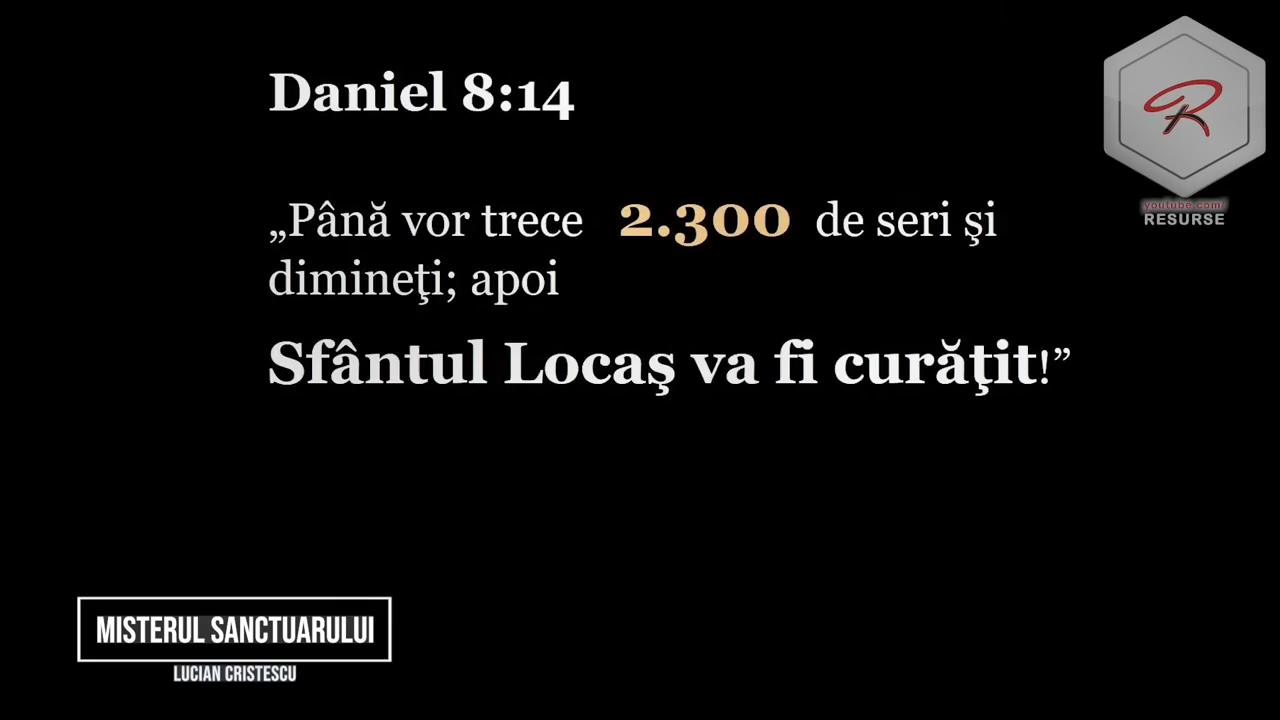 Daniel 8:14
youtube.com/
RESURSE
„Până vor trece 2.300 de seri şi
dimineţi; apoi
Sfântul Locaş va fi curăţit!”
MISTERUL SANCTUARULUI
LUCIAN CRISTESCU